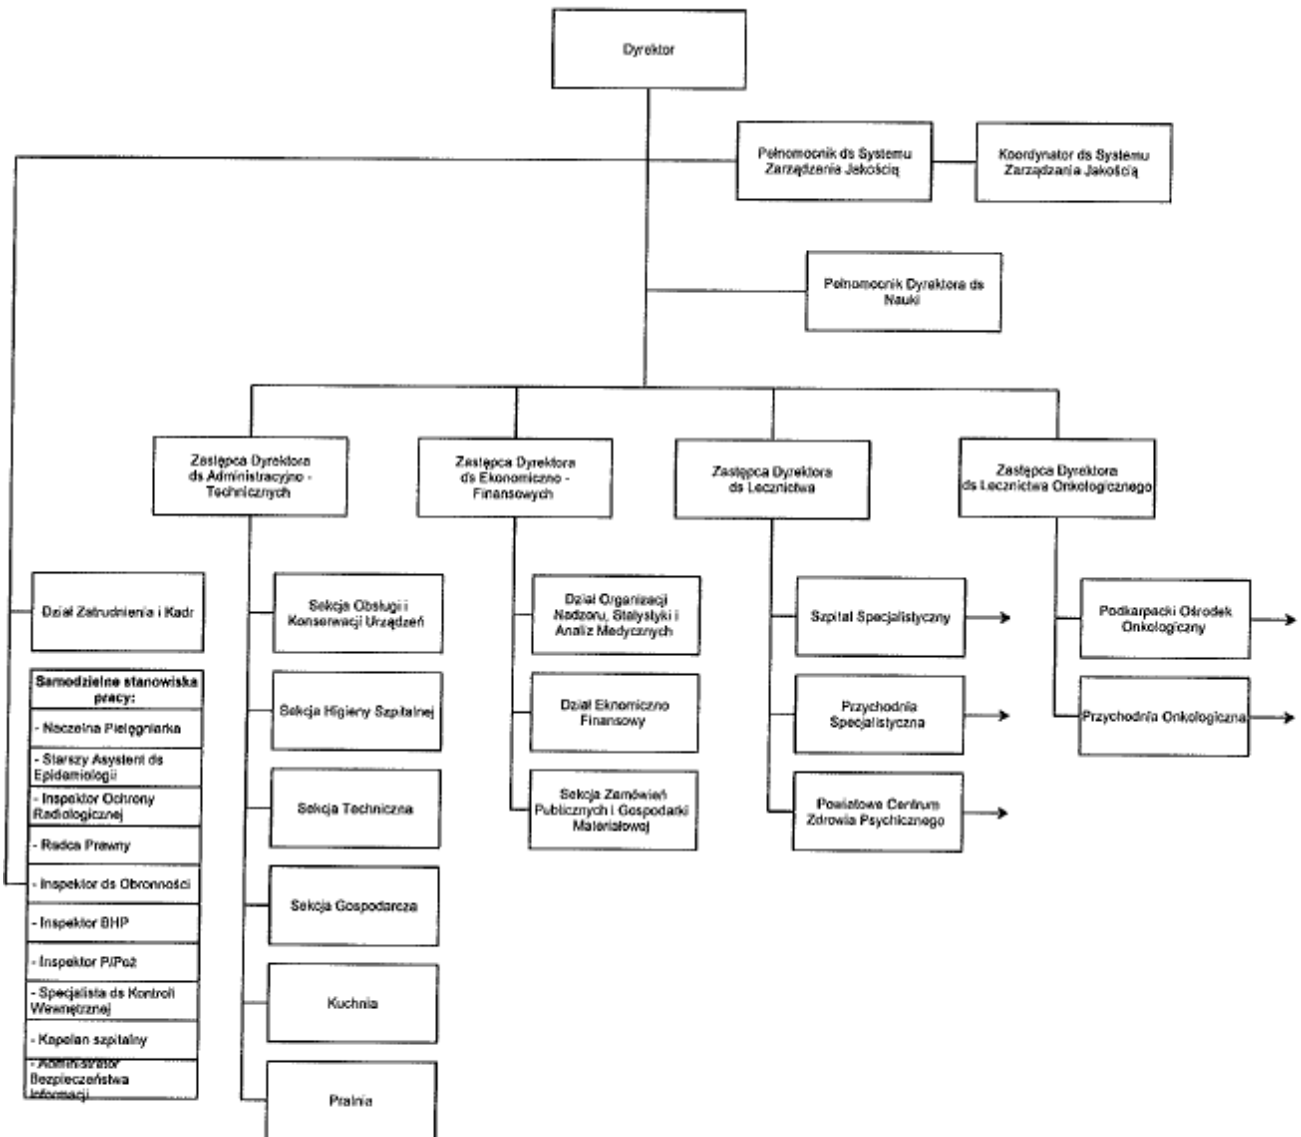 Dyrektor
Pełnomocnik ds Systemu
Zarządzania Jakością
Koordynator ds Systemu
Zarządzania Jakością
Pełnomocnik Dyrektora ds
Nauki
Zastępca Dyrektora
ds Administracyjno -
Technicznych
Zastępca Dyrektora
ds Ekonomiczno -
Finansowych
Zastępca Dyrektora
ds Lecznictwa
Zastępca Dyrektora
ds Lecznictwa Onkologicznego
Dział Zatrudnienia i Kadr
Samodzielne stanowiska
pracy:
- Naczelna Pielęgniarka
- Starszy Asystent ds
Epidemiologii
- Inspektor Ochrony
Radiologicznej
- Radca Prawny
- Inspektor ds Obronności
- Inspektor BHP
- Inspektor P/Poż
- Specjalista ds Kontroli
Wewnętrznej
- Kapelan szpitalny
- Administrator
Bezpieczeństwa
Informacji
Sekcja Obsługi i
Konserwacji Urządzeń
Sekcja Higieny Szpitalnej
Sekcja Techniczna
Sekcja Gospodarcza
Kuchnia
Pralnia
Dział Organizacji
Nadzoru, Statystyki i
Analiz Medycznych
Dział Eknomiczno
Finansowy
Sekcja Zamówień
Publicznych i Gospodarki
Materiałowej
Szpital Specjalistyczny
Przychodnia
Specjalistyczna
Powiatowe Centrum
Zdrowia Psychicznego
Podkarpacki Ośrodek
Onkologiczny
Przychodnia Onkologiczna